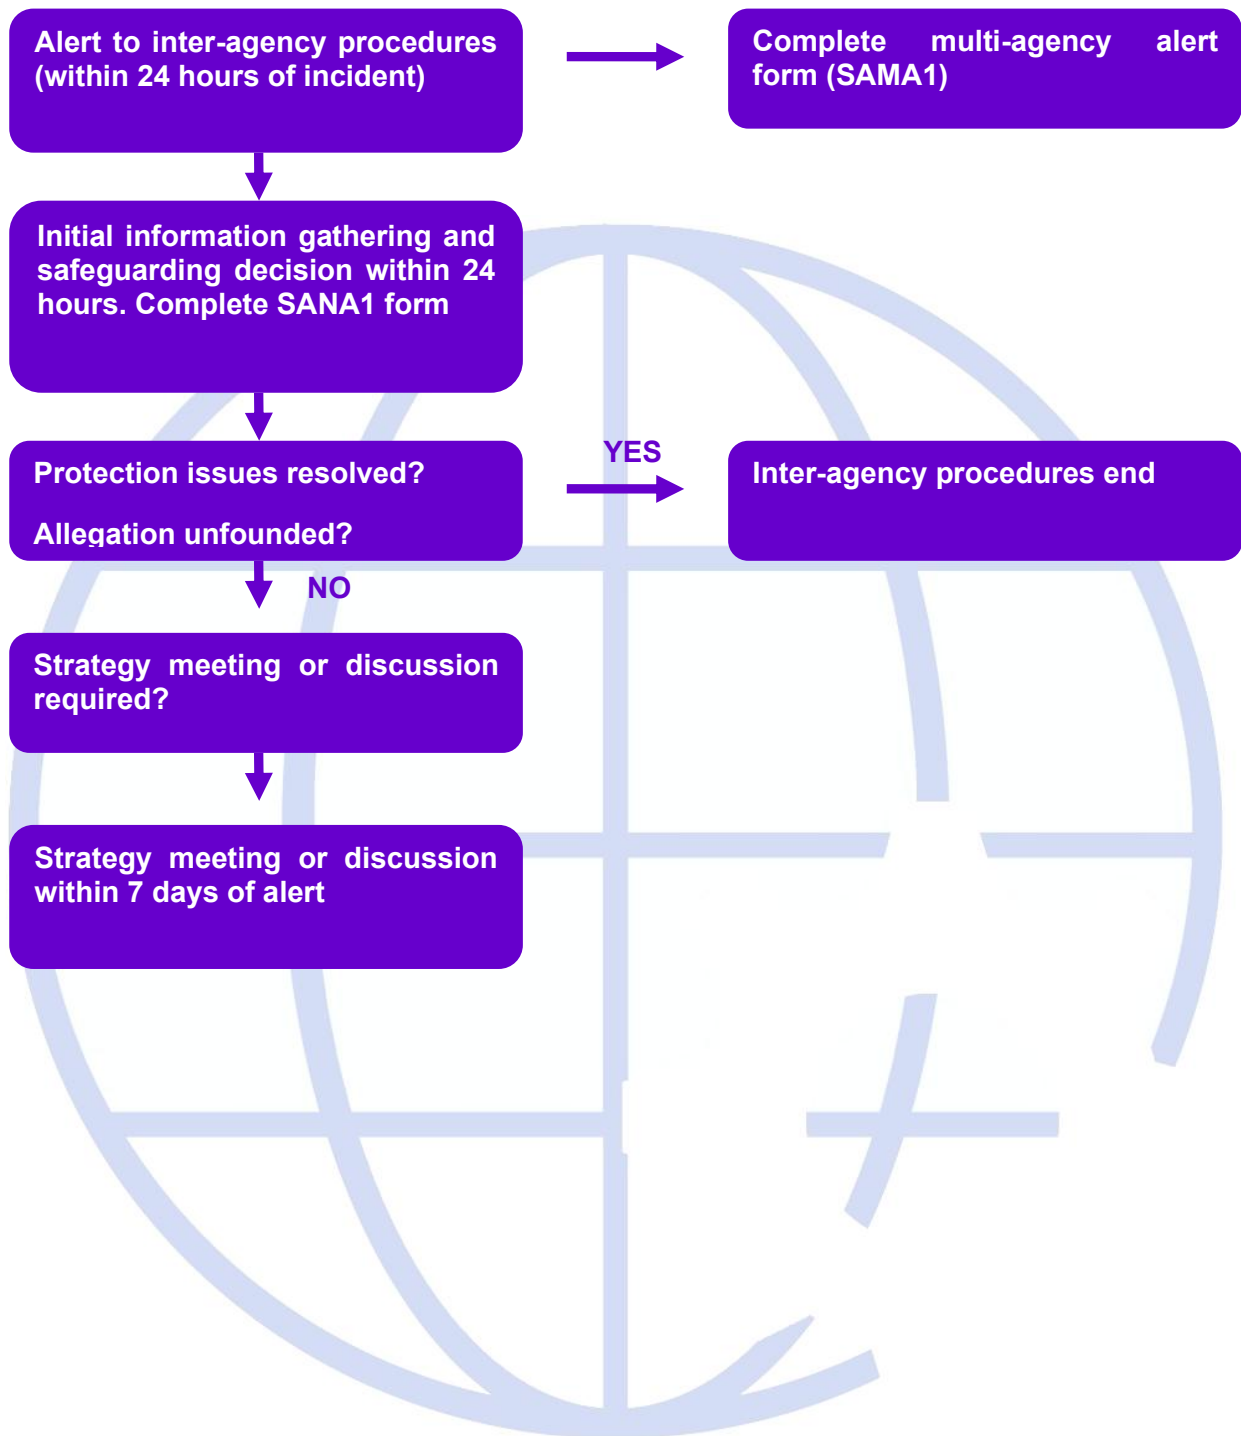 Alert to inter-agency procedures
(within 24 hours of incident)
Complete multi-agency alert
form (SAMA1)
Initial information gathering and
safeguarding decision within 24
hours. Complete SANA1 form
Protection issues resolved?
Allegation unfounded?
YES
Inter-agency procedures end
NO
Strategy meeting or discussion
required?
Strategy meeting or discussion
within 7 days of alert